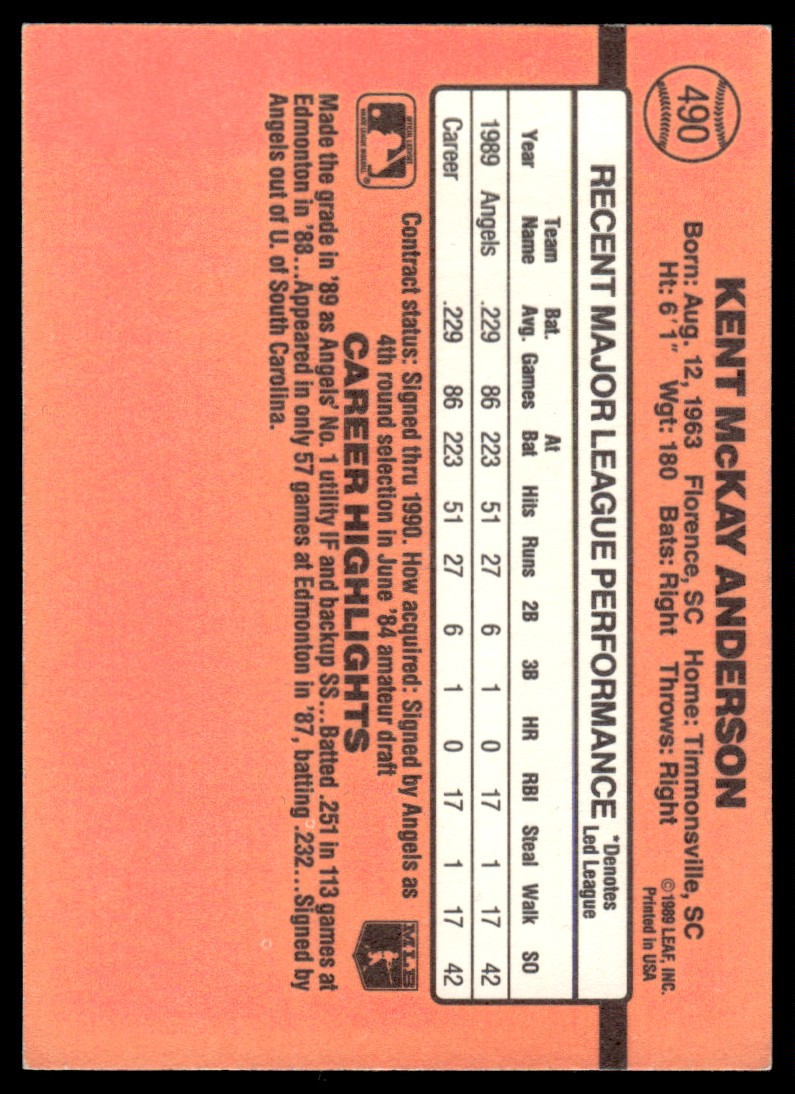 490
KENT McKAY ANDERSON
Born: Aug. 12, 1963 Florence, SC Home: Timmonsville, SC
Ht: 6'1" Wgt: 180 Bats: Right Throws: Right
© 1989 LEAF, INC.
Printed in USA
RECENT MAJOR LEAGUE PERFORMANCE
*Denotes
Led League
Year Team Name Bat. Avg. Games At Bat Hits Runs 2B 3B HR RBI Steal Walk SO
1989 Angels .229 86 223 51 27 6 1 0 17 1 17 42
Career .229 86 223 51 27 6 1 0 17 1 17 42
OFFICIAL LICENSEE
MAJOR LEAGUE BASEBALL
®
Contract status: Signed thru 1990. How acquired: Signed by Angels as
4th round selection in June '84 amateur draft
MLB
CAREER HIGHLIGHTS
Made the grade in '89 as Angels' No. 1 utility IF and backup SS...Batted .251 in 113 games at
Edmonton in '88...Appeared in only 57 games at Edmonton in '87, batting .232...Signed by
Angels out of U. of South Carolina.